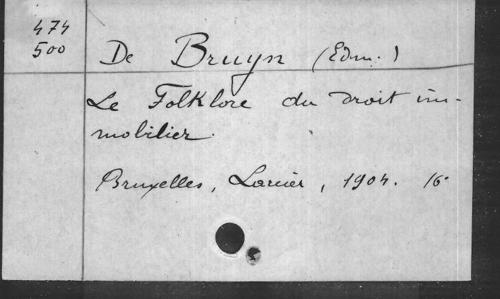 474
500
De Bruyn (Edm.)
Le Folklore du droit im-
mobilier.
Bruxelles, Larcier, 1904. 16°